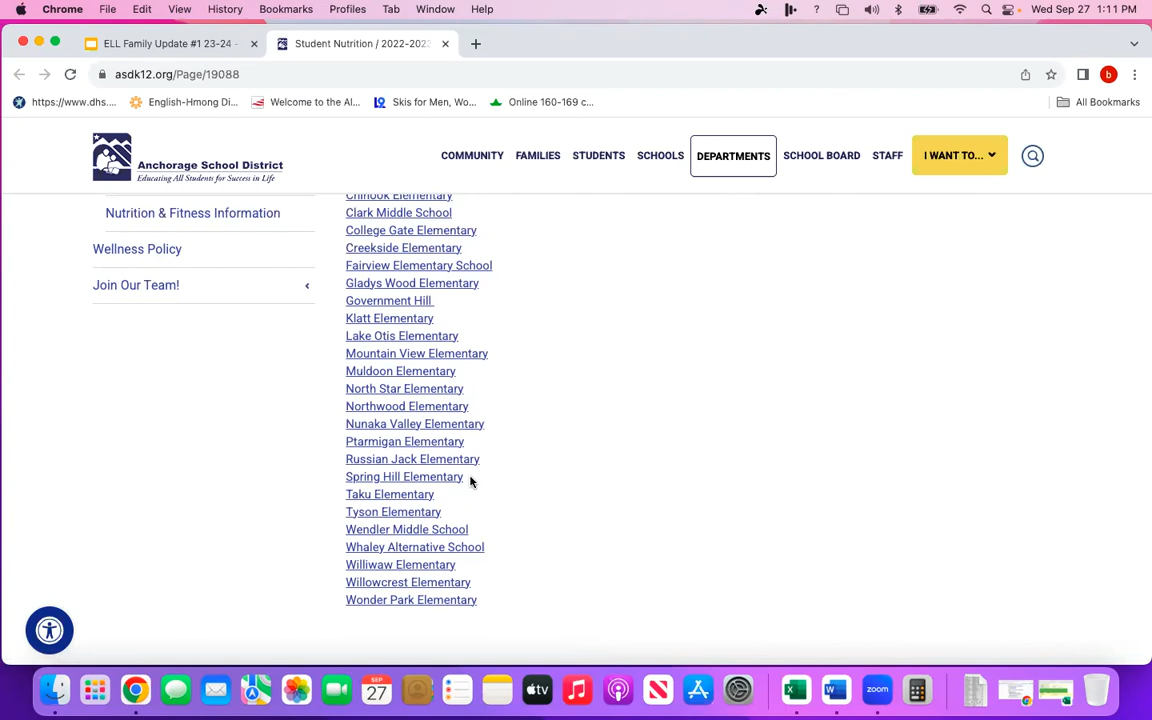 Chrome File Edit View History Bookmarks Profiles Tab Window Help Wed Sep 27 1:11 PM
ELL Family Update #1 23-24 - Student Nutrition / 2022-2023
asdk12.org/Page/19088
https://www.dhs.... English-Hmong Di... Welcome to the Al... Skis for Men, Wo... Online 160-169 c... All Bookmarks
Anchorage School District
Educating All Students for Success in Life
COMMUNITY FAMILIES STUDENTS SCHOOLS DEPARTMENTS SCHOOL BOARD STAFF I WANT TO...
Nutrition & Fitness Information
Wellness Policy
Join Our Team!
Chinook Elementary
Clark Middle School
College Gate Elementary
Creekside Elementary
Fairview Elementary School
Gladys Wood Elementary
Government Hill
Klatt Elementary
Lake Otis Elementary
Mountain View Elementary
Muldoon Elementary
North Star Elementary
Northwood Elementary
Nunaka Valley Elementary
Ptarmigan Elementary
Russian Jack Elementary
Spring Hill Elementary
Taku Elementary
Tyson Elementary
Wendler Middle School
Whaley Alternative School
Williwaw Elementary
Willowcrest Elementary
Wonder Park Elementary
SEP
27
tv
zoom